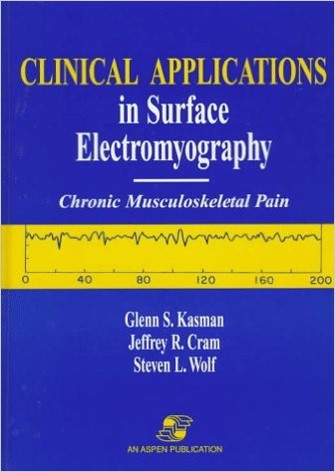 CLINICAL APPLICATIONS
in Surface
Electromyography
Chronic Musculoskeletal Pain
0 40 80 120 160 200
Glenn S. Kasman
Jeffrey R. Cram
Steven L. Wolf
AN ASPEN PUBLICATION